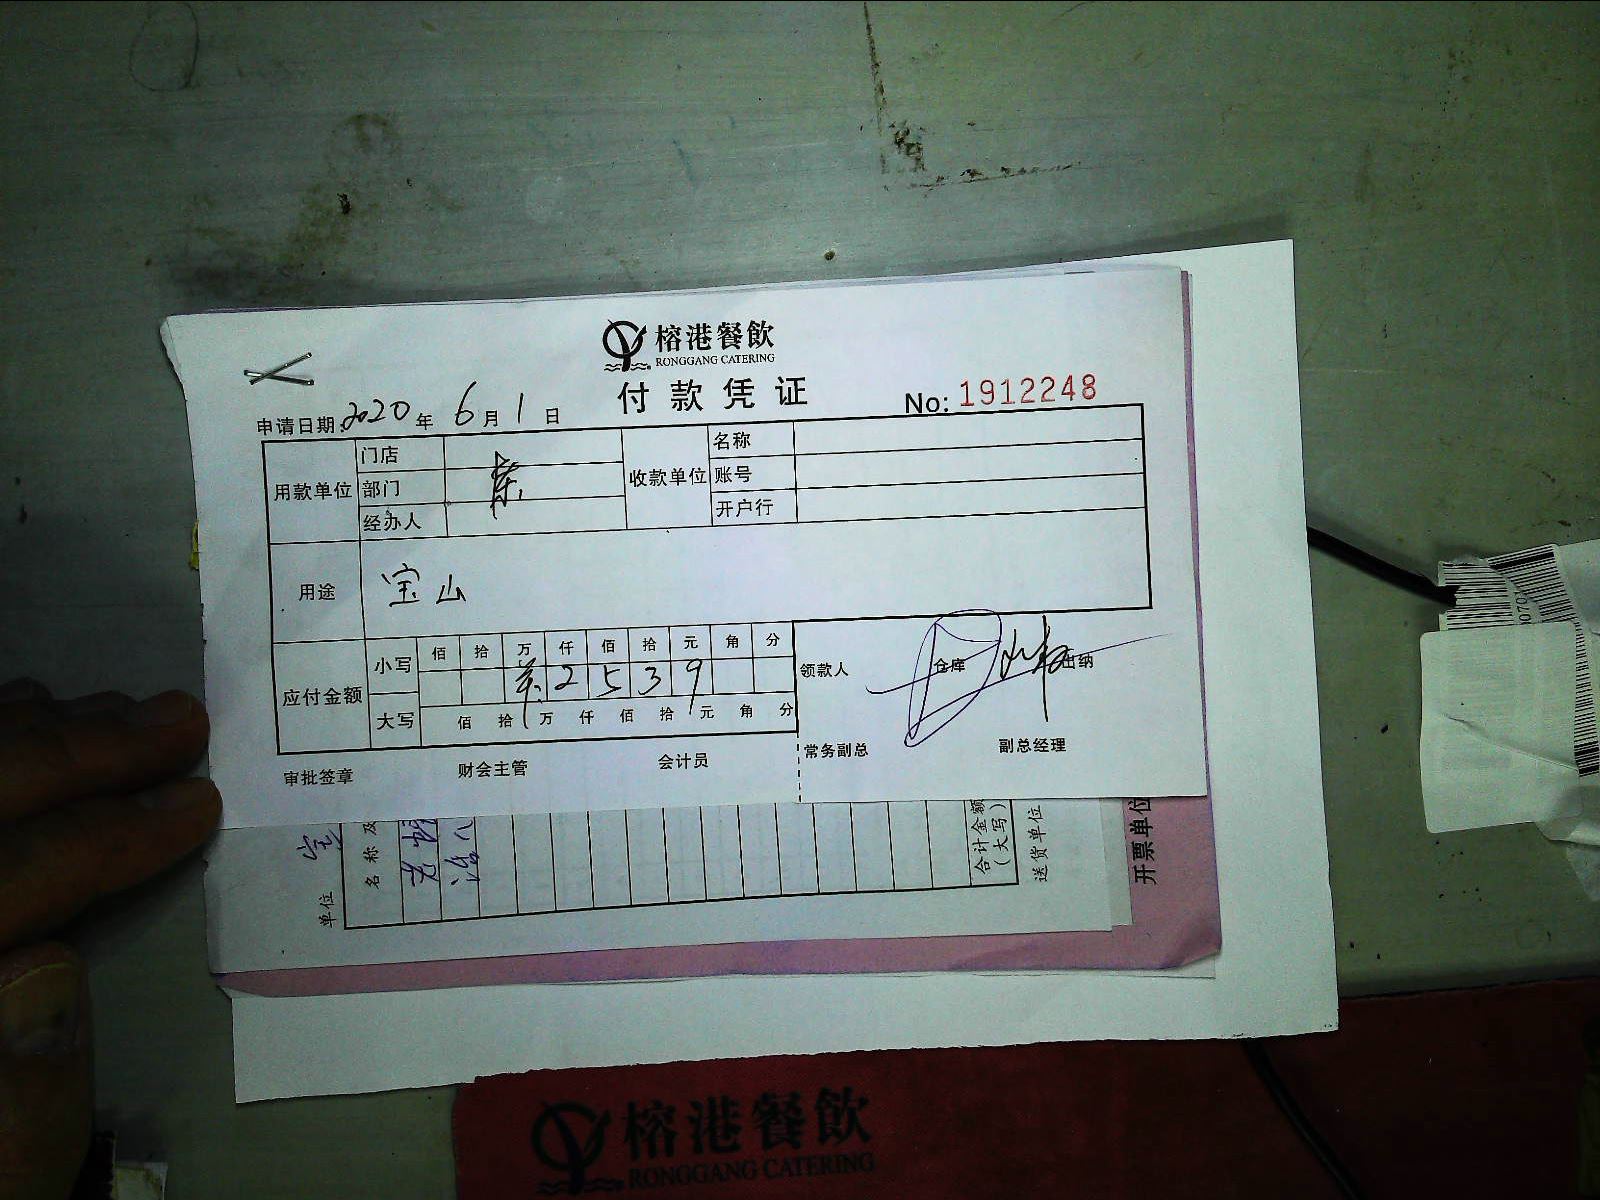 榕港餐飲
RONGGANG CATERING
付款凭证
No: 1912248
申请日期: 2020 年 6 月 1 日
用款单位 门店 收款单位 名称
部门 账号
经办人 开户行
用途 宝山
应付金额 小写 佰 拾 万 仟 佰 拾 元 角 分
2 5 3 9
大写 佰 拾 万 仟 佰 拾 元 角 分
领款人 仓库 出纳
常务副总 副总经理
审批签章 财会主管 会计员
单位 宝
名称及
合计金额
(大写)
送货单位
开票单位
榕港餐飲
RONGGANG CATERING